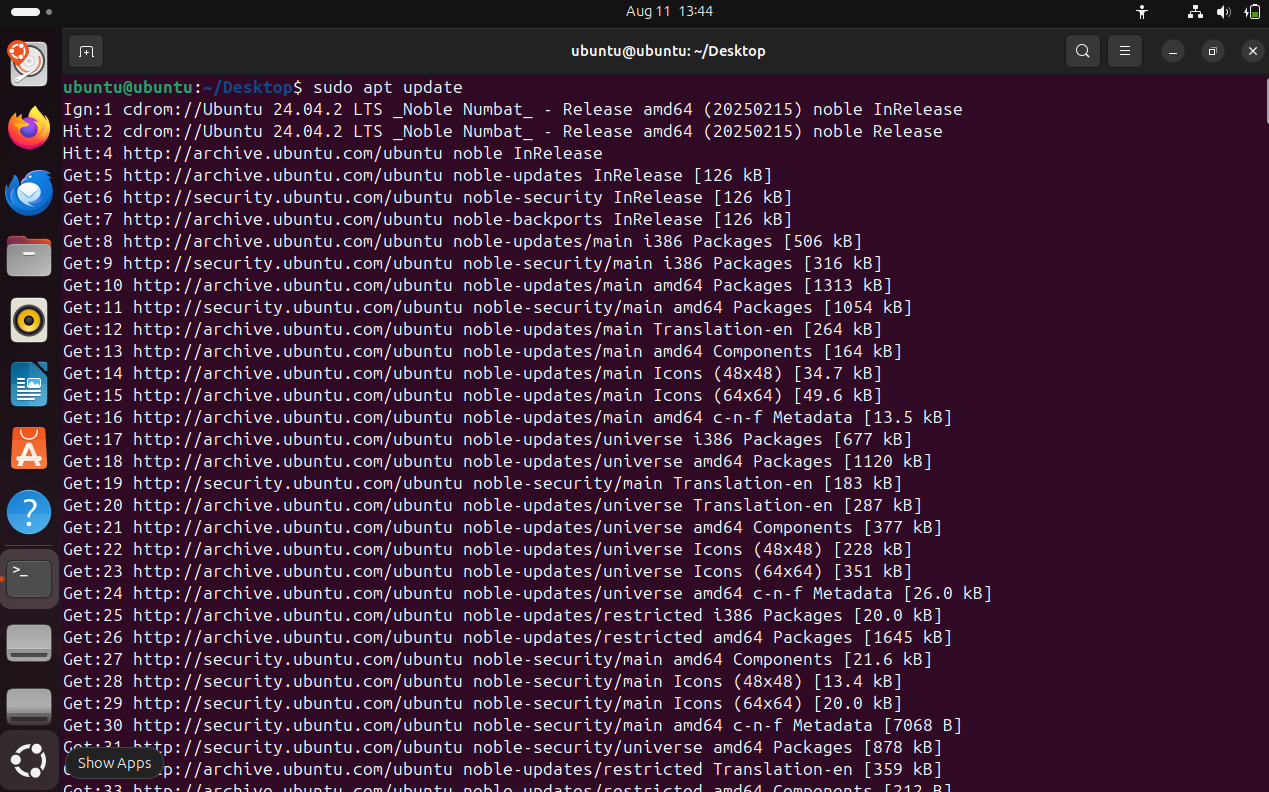 Aug 11 13:44
ubuntu@ubuntu: ~/Desktop
ubuntu@ubuntu:~/Desktop$ sudo apt update
Ign:1 cdrom://Ubuntu 24.04.2 LTS _Noble Numbat_ - Release amd64 (20250215) noble InRelease
Hit:2 cdrom://Ubuntu 24.04.2 LTS _Noble Numbat_ - Release amd64 (20250215) noble Release
Hit:4 http://archive.ubuntu.com/ubuntu noble InRelease
Get:5 http://archive.ubuntu.com/ubuntu noble-updates InRelease [126 kB]
Get:6 http://security.ubuntu.com/ubuntu noble-security InRelease [126 kB]
Get:7 http://archive.ubuntu.com/ubuntu noble-backports InRelease [126 kB]
Get:8 http://archive.ubuntu.com/ubuntu noble-updates/main i386 Packages [506 kB]
Get:9 http://security.ubuntu.com/ubuntu noble-security/main i386 Packages [316 kB]
Get:10 http://archive.ubuntu.com/ubuntu noble-updates/main amd64 Packages [1313 kB]
Get:11 http://security.ubuntu.com/ubuntu noble-security/main amd64 Packages [1054 kB]
Get:12 http://archive.ubuntu.com/ubuntu noble-updates/main Translation-en [264 kB]
Get:13 http://archive.ubuntu.com/ubuntu noble-updates/main amd64 Components [164 kB]
Get:14 http://archive.ubuntu.com/ubuntu noble-updates/main Icons (48x48) [34.7 kB]
Get:15 http://archive.ubuntu.com/ubuntu noble-updates/main Icons (64x64) [49.6 kB]
Get:16 http://archive.ubuntu.com/ubuntu noble-updates/main amd64 c-n-f Metadata [13.5 kB]
Get:17 http://archive.ubuntu.com/ubuntu noble-updates/universe i386 Packages [677 kB]
Get:18 http://archive.ubuntu.com/ubuntu noble-updates/universe amd64 Packages [1120 kB]
Get:19 http://security.ubuntu.com/ubuntu noble-security/main Translation-en [183 kB]
Get:20 http://archive.ubuntu.com/ubuntu noble-updates/universe Translation-en [287 kB]
Get:21 http://archive.ubuntu.com/ubuntu noble-updates/universe amd64 Components [377 kB]
Get:22 http://archive.ubuntu.com/ubuntu noble-updates/universe Icons (48x48) [228 kB]
Get:23 http://archive.ubuntu.com/ubuntu noble-updates/universe Icons (64x64) [351 kB]
Get:24 http://archive.ubuntu.com/ubuntu noble-updates/universe amd64 c-n-f Metadata [26.0 kB]
Get:25 http://archive.ubuntu.com/ubuntu noble-updates/restricted i386 Packages [20.0 kB]
Get:26 http://archive.ubuntu.com/ubuntu noble-updates/restricted amd64 Packages [1645 kB]
Get:27 http://security.ubuntu.com/ubuntu noble-security/main amd64 Components [21.6 kB]
Get:28 http://security.ubuntu.com/ubuntu noble-security/main Icons (48x48) [13.4 kB]
Get:29 http://security.ubuntu.com/ubuntu noble-security/main Icons (64x64) [20.0 kB]
Get:30 http://security.ubuntu.com/ubuntu noble-security/main amd64 c-n-f Metadata [7068 B]
Get:31 http://security.ubuntu.com/ubuntu noble-security/universe amd64 Packages [878 kB]
Show Apps
p://archive.ubuntu.com/ubuntu noble-updates/restricted Translation-en [359 kB]
Get:33 http://archive.ubuntu.com/ubuntu noble-updates/restricted amd64 Components [212 B]